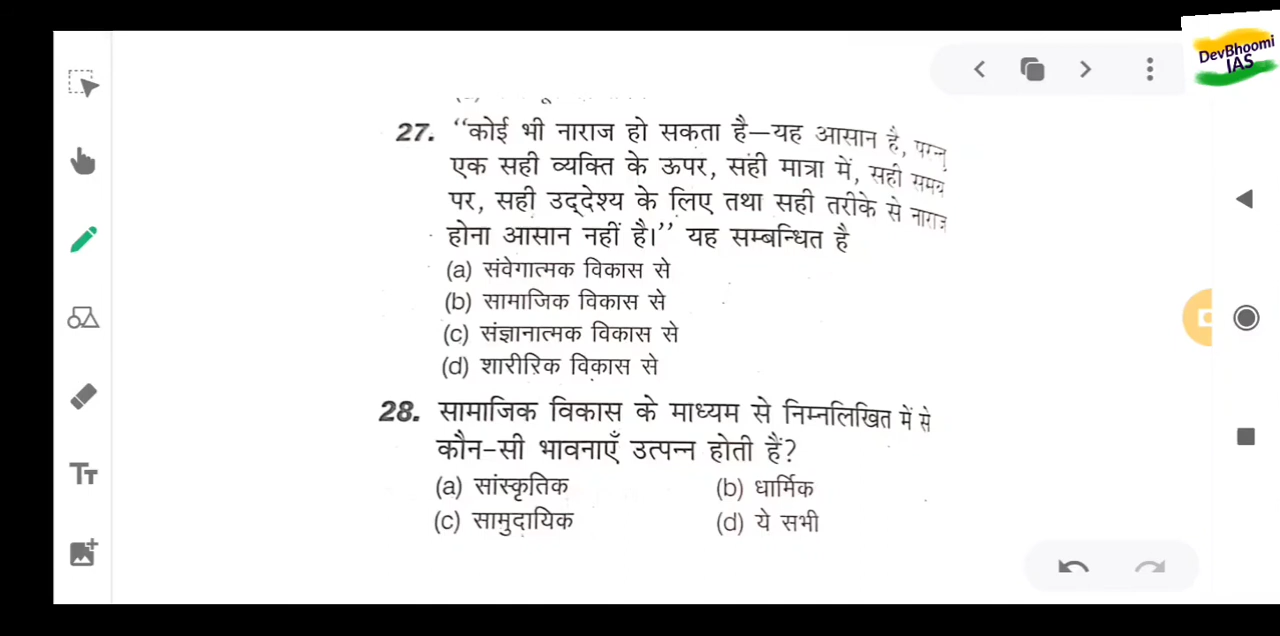 DevBhoomi
IAS
27. ‘‘कोई भी नाराज हो सकता है—यह आसान है, परन्तु
एक सही व्यक्ति के ऊपर, सही मात्रा में, सही समय
पर, सही उद्देश्य के लिए तथा सही तरीके से नाराज
होना आसान नहीं है।’’ यह सम्बन्धित है
(a) संवेगात्मक विकास से
(b) सामाजिक विकास से
(c) संज्ञानात्मक विकास से
(d) शारीरिक विकास से
28. सामाजिक विकास के माध्यम से निम्नलिखित में से
कौन-सी भावनाएँ उत्पन्न होती हैं?
(a) सांस्कृतिक (b) धार्मिक
(c) सामुदायिक (d) ये सभी
TT